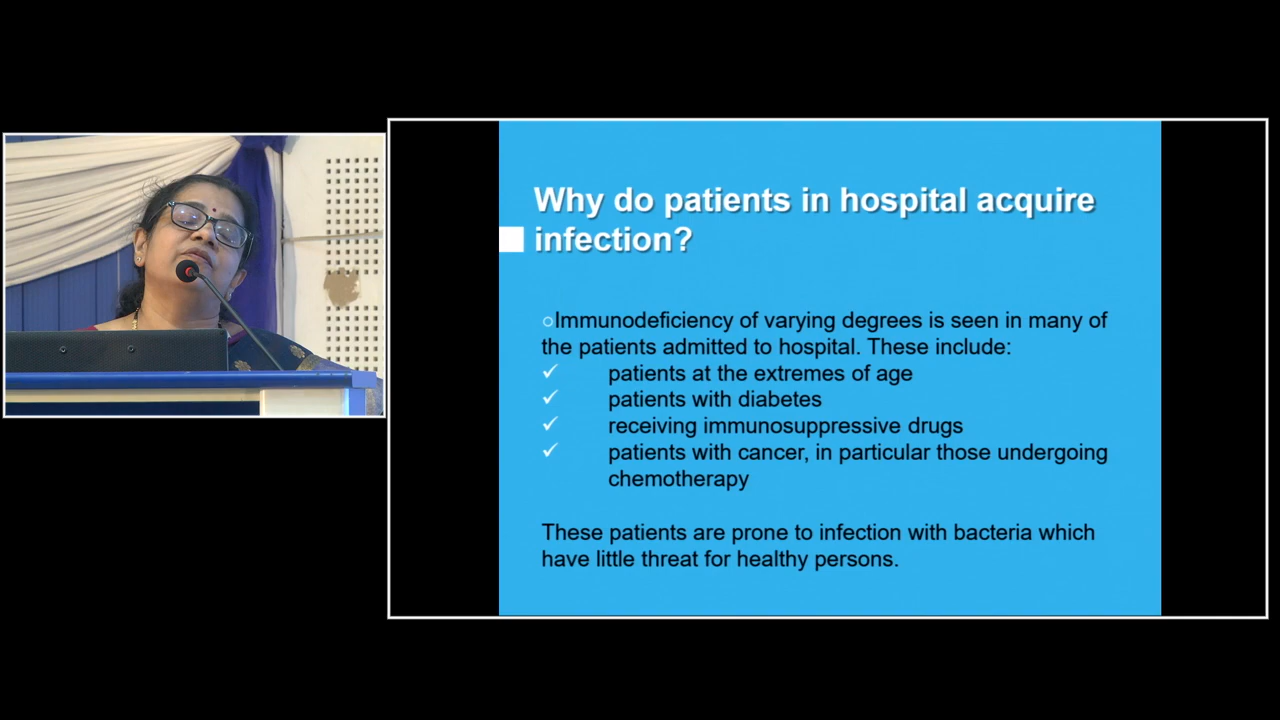 Why do patients in hospital acquire
infection?
○Immunodeficiency of varying degrees is seen in many of
the patients admitted to hospital. These include:
✓ patients at the extremes of age
✓ patients with diabetes
✓ receiving immunosuppressive drugs
✓ patients with cancer, in particular those undergoing
chemotherapy
These patients are prone to infection with bacteria which
have little threat for healthy persons.